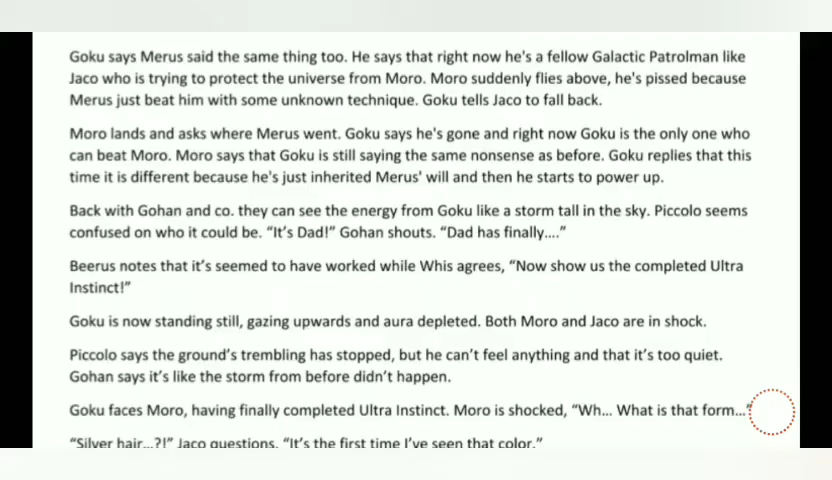 Goku says Merus said the same thing too. He says that right now he's a fellow Galactic Patrolman like
Jaco who is trying to protect the universe from Moro. Moro suddenly flies above, he's pissed because
Merus just beat him with some unknown technique. Goku tells Jaco to fall back.
Moro lands and asks where Merus went. Goku says he's gone and right now Goku is the only one who
can beat Moro. Moro says that Goku is still saying the same nonsense as before. Goku replies that this
time it is different because he's just inherited Merus' will and then he starts to power up.
Back with Gohan and co. they can see the energy from Goku like a storm tall in the sky. Piccolo seems
confused on who it could be. “It’s Dad!” Gohan shouts. “Dad has finally....”
Beerus notes that it’s seemed to have worked while Whis agrees, “Now show us the completed Ultra
Instinct!”
Goku is now standing still, gazing upwards and aura depleted. Both Moro and Jaco are in shock.
Piccolo says the ground’s trembling has stopped, but he can’t feel anything and that it’s too quiet.
Gohan says it’s like the storm from before didn’t happen.
Goku faces Moro, having finally completed Ultra Instinct. Moro is shocked, “Wh... What is that form...”
“Silver hair...?!” Jaco questions. “It’s the first time I’ve seen that color.”